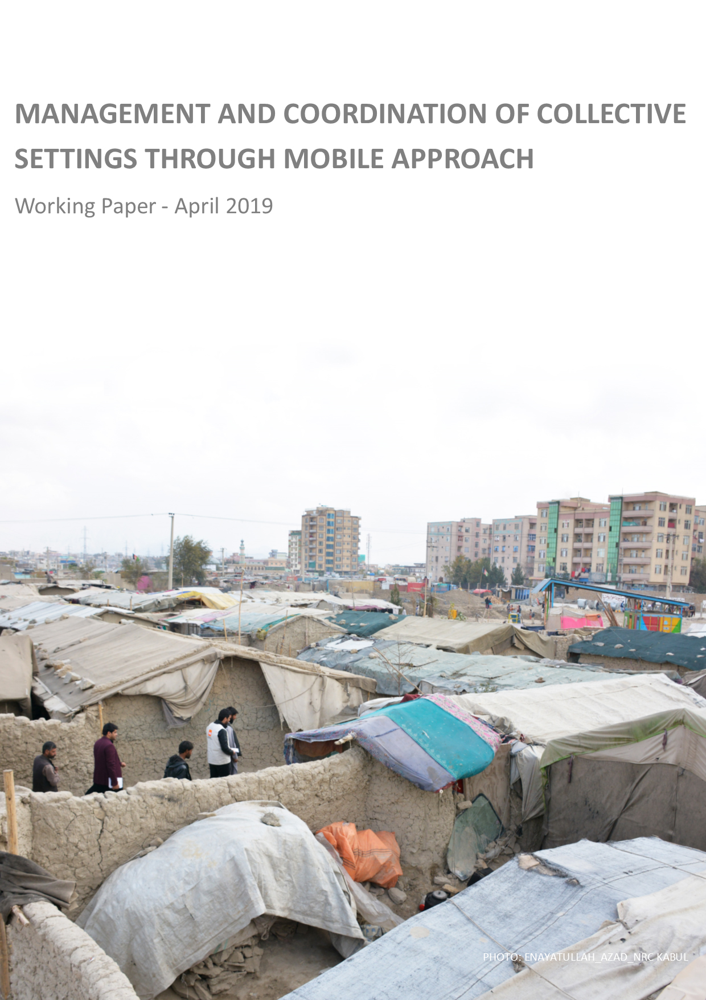 MANAGEMENT AND COORDINATION OF COLLECTIVE
SETTINGS THROUGH MOBILE APPROACH
Working Paper - April 2019
PHOTO: ENAYATULLAH_AZAD_NRC KABUL